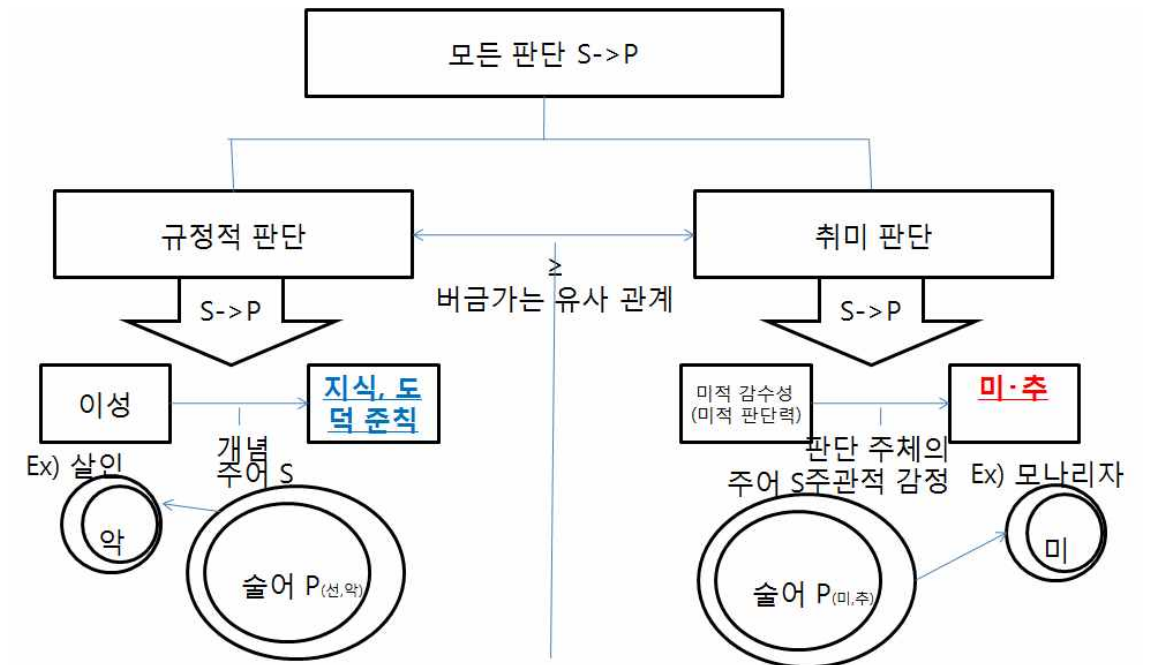 모든 판단 S->P
규정적 판단
취미 판단
≥
버금가는 유사 관계
S->P
S->P
이성
지식, 도
덕 준칙
개념
주어 S
Ex) 살인
악
술어 P(선,악)
미적 감수성
(미적 판단력)
미·추
판단 주체의
주관적 감정
주어 S
Ex) 모나리자
미
술어 P(미,추)